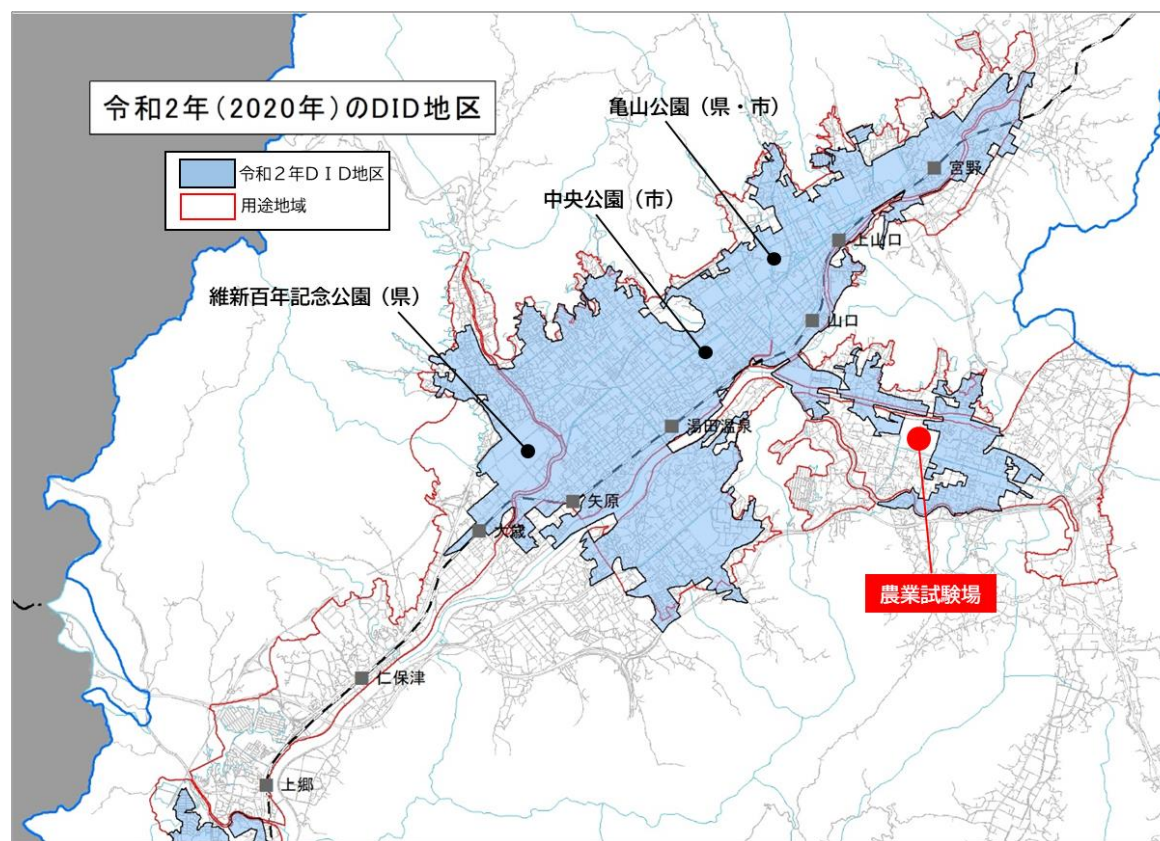 令和2年(2020年)のDID地区
令和2年DID地区
用途地域
亀山公園(県・市)
中央公園(市)
維新百年記念公園(県)
宮野
上山口
山口
湯田温泉
矢原
大歳
農業試験場
仁保津
上郷